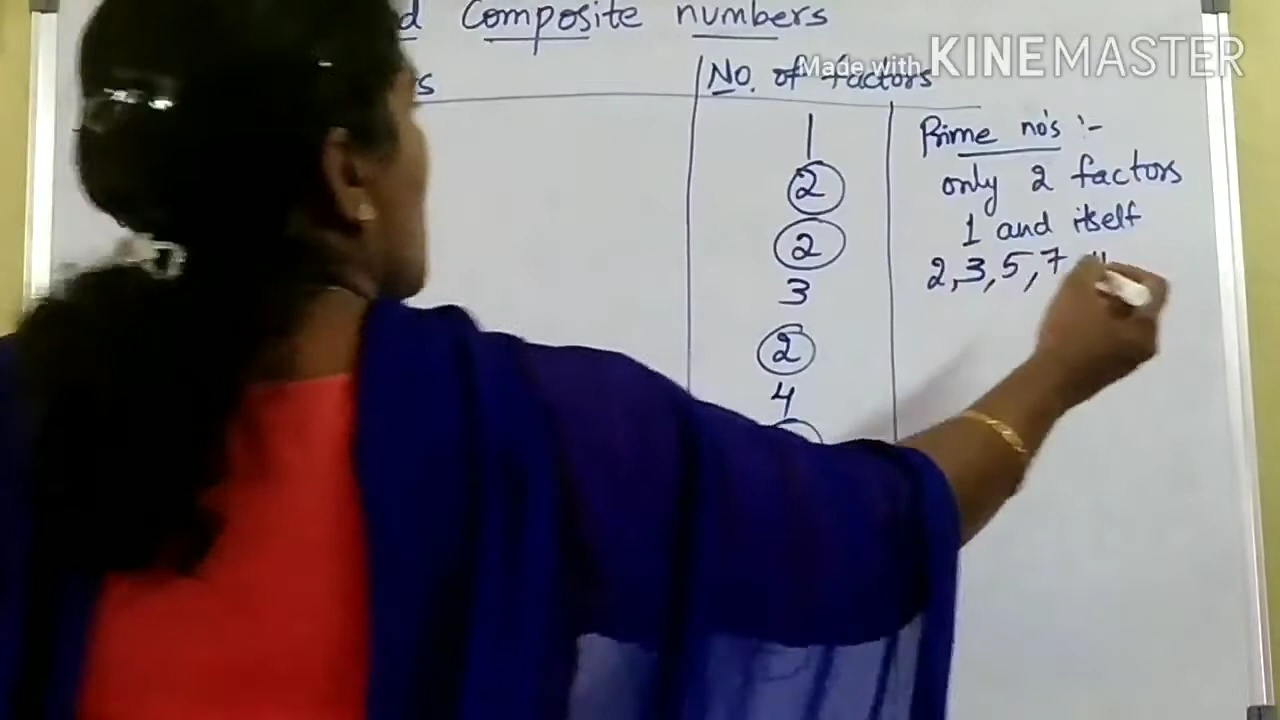 d Composite numbers
Made with KINEMASTER
s
No. of factors
1
2
2
3
2
4
Prime no's :-
only 2 factors
1 and itself
2, 3, 5, 7